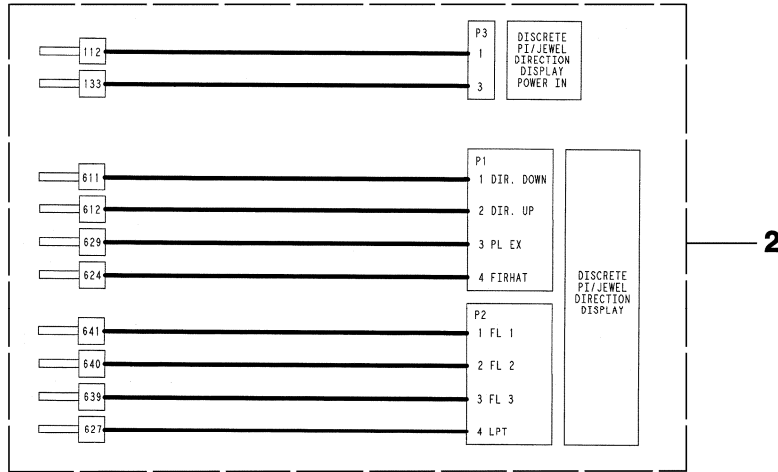 P3
112
1
133
3
DISCRETE
PI/JEWEL
DIRECTION
DISPLAY
POWER IN
P1
611
1 DIR. DOWN
612
2 DIR. UP
629
3 PL EX
624
4 FIRHAT
P2
641
1 FL 1
640
2 FL 2
639
3 FL 3
627
4 LPT
DISCRETE
PI/JEWEL
DIRECTION
DISPLAY
2